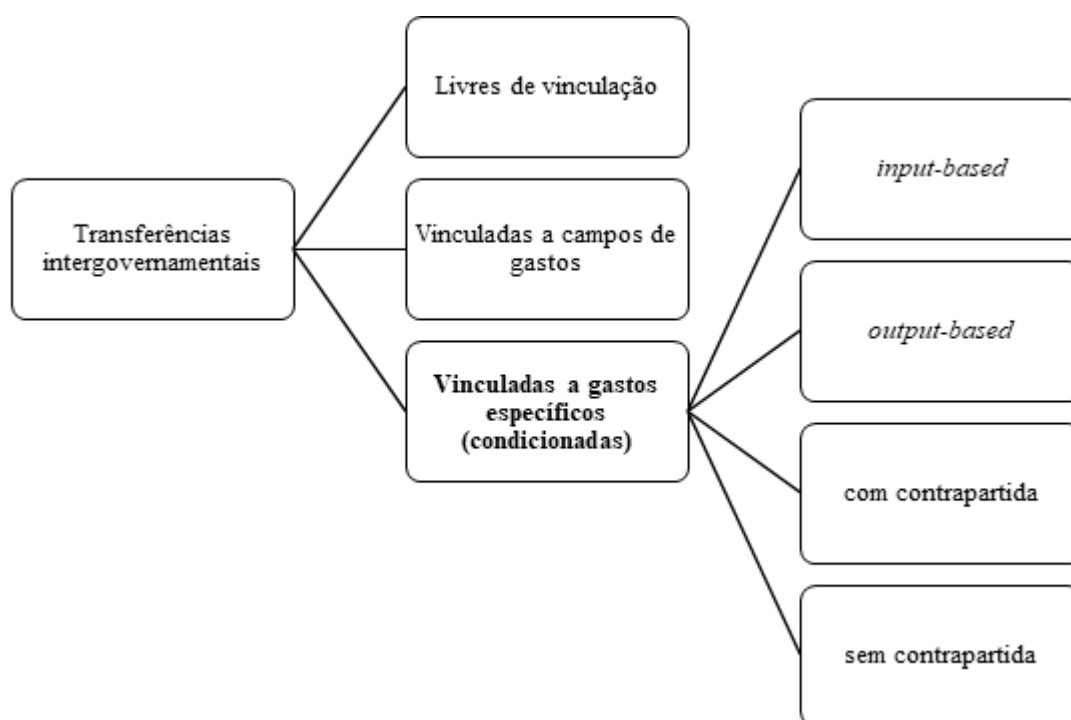 Transferências
intergovernamentais
Livres de vinculação
Vinculadas a campos de
gastos
Vinculadas a gastos
específicos
(condicionadas)
input-based
output-based
com contrapartida
sem contrapartida